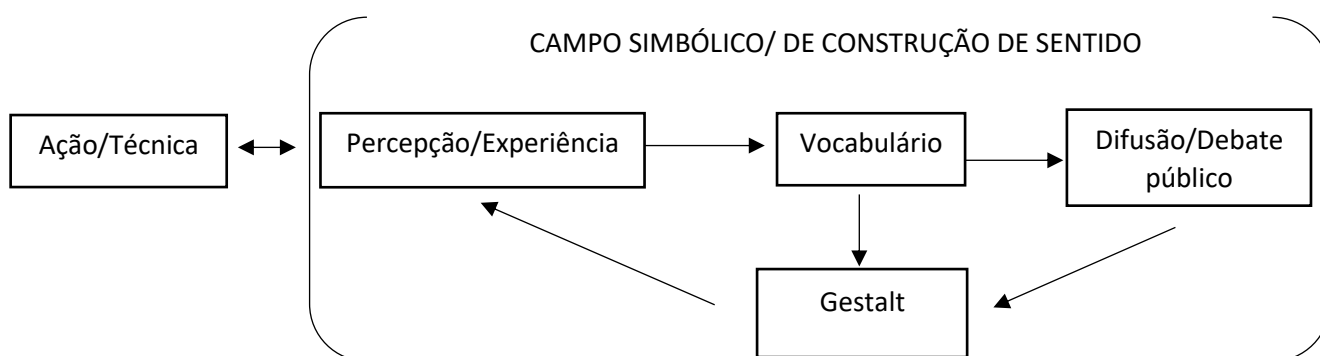 CAMPO SIMBÓLICO/ DE CONSTRUÇÃO DE SENTIDO
Ação/Técnica
Percepção/Experiência
Vocabulário
Difusão/Debate
público
Gestalt